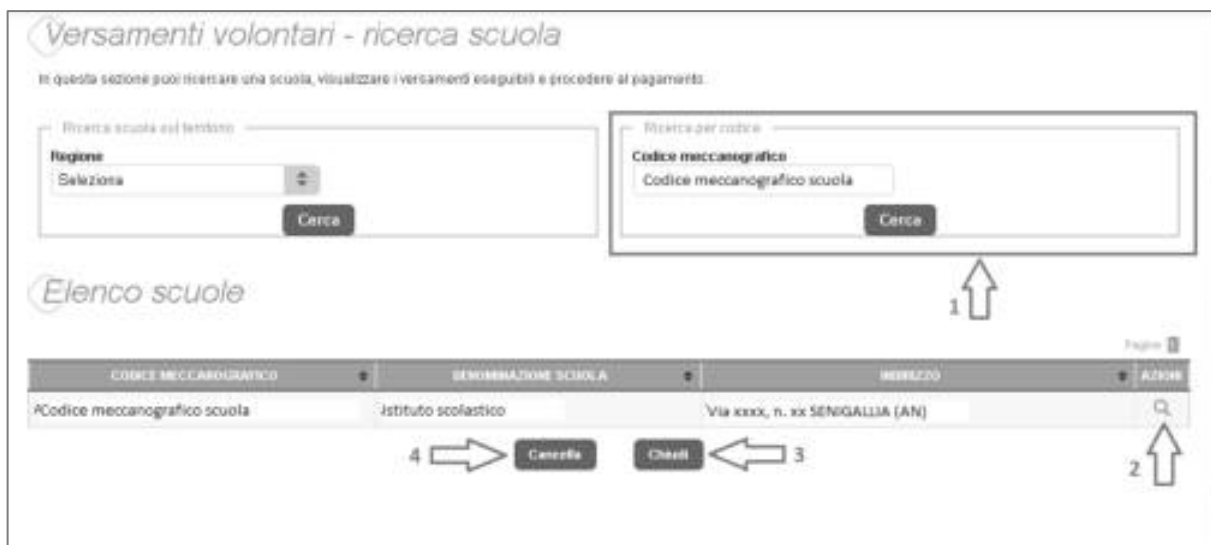 Versamenti volontari - ricerca scuola
In questa sezione puoi ricercare una scuola, visualizzare i versamenti eseguibili e procedere al pagamento.
Ricerca scuola sul territorio
Regione
Seleziona
Cerca
Ricerca per codice
Codice meccanografico
Codice meccanografico scuola
Cerca
1
Elenco scuole
Pagine
CODICE MECCANOGRAFICO DENOMINAZIONE SCUOLA INDIRIZZO AZIONI
Codice meccanografico scuola Istituto scolastico Via xxxx, n. xx SENIGALLIA (AN)
4 Cancella Chiudi 3
2